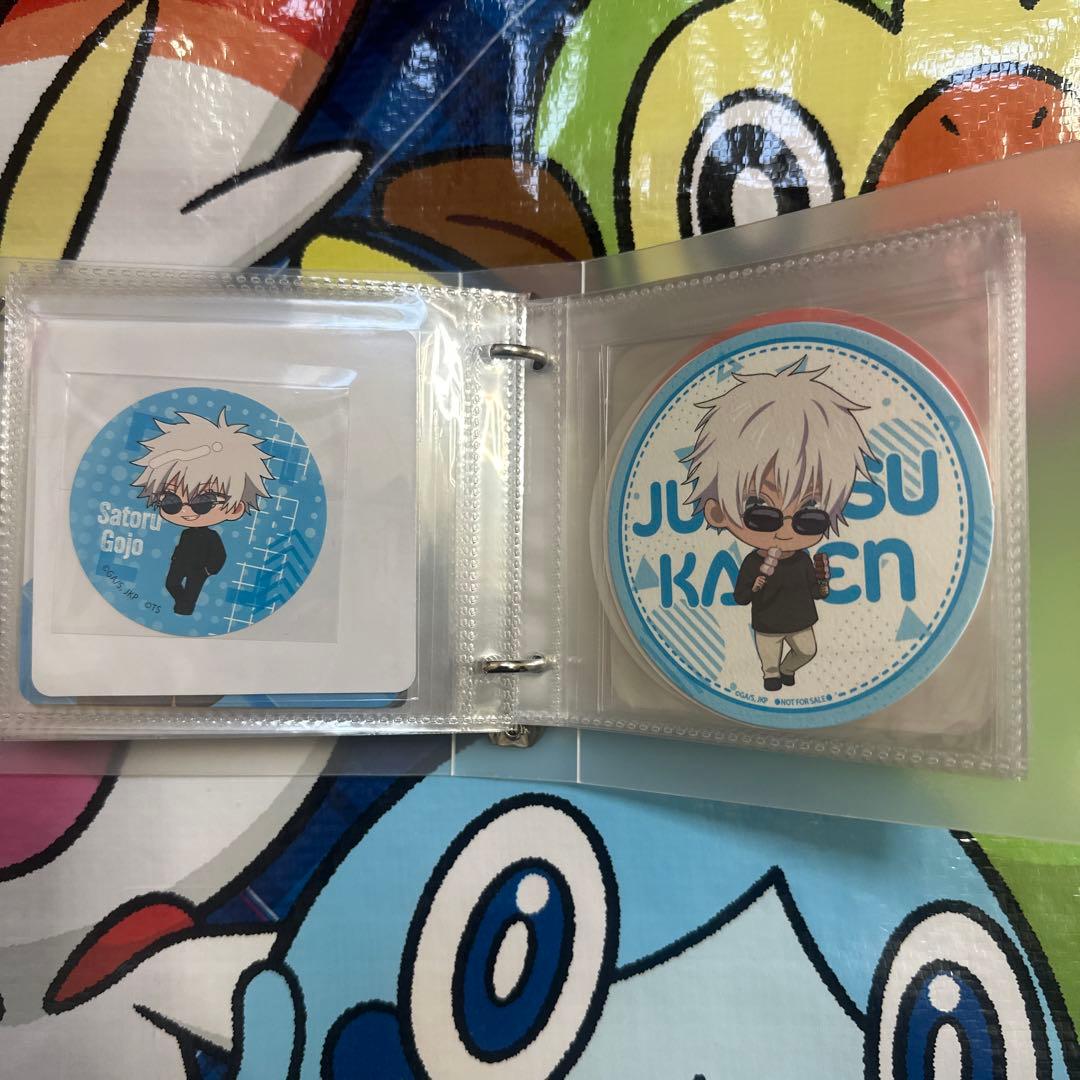 Satoru
Gojo
©GA/S, JKP ©TS
JU SU
KA EN
©GA/S, JKP ●NOT FOR SALE●